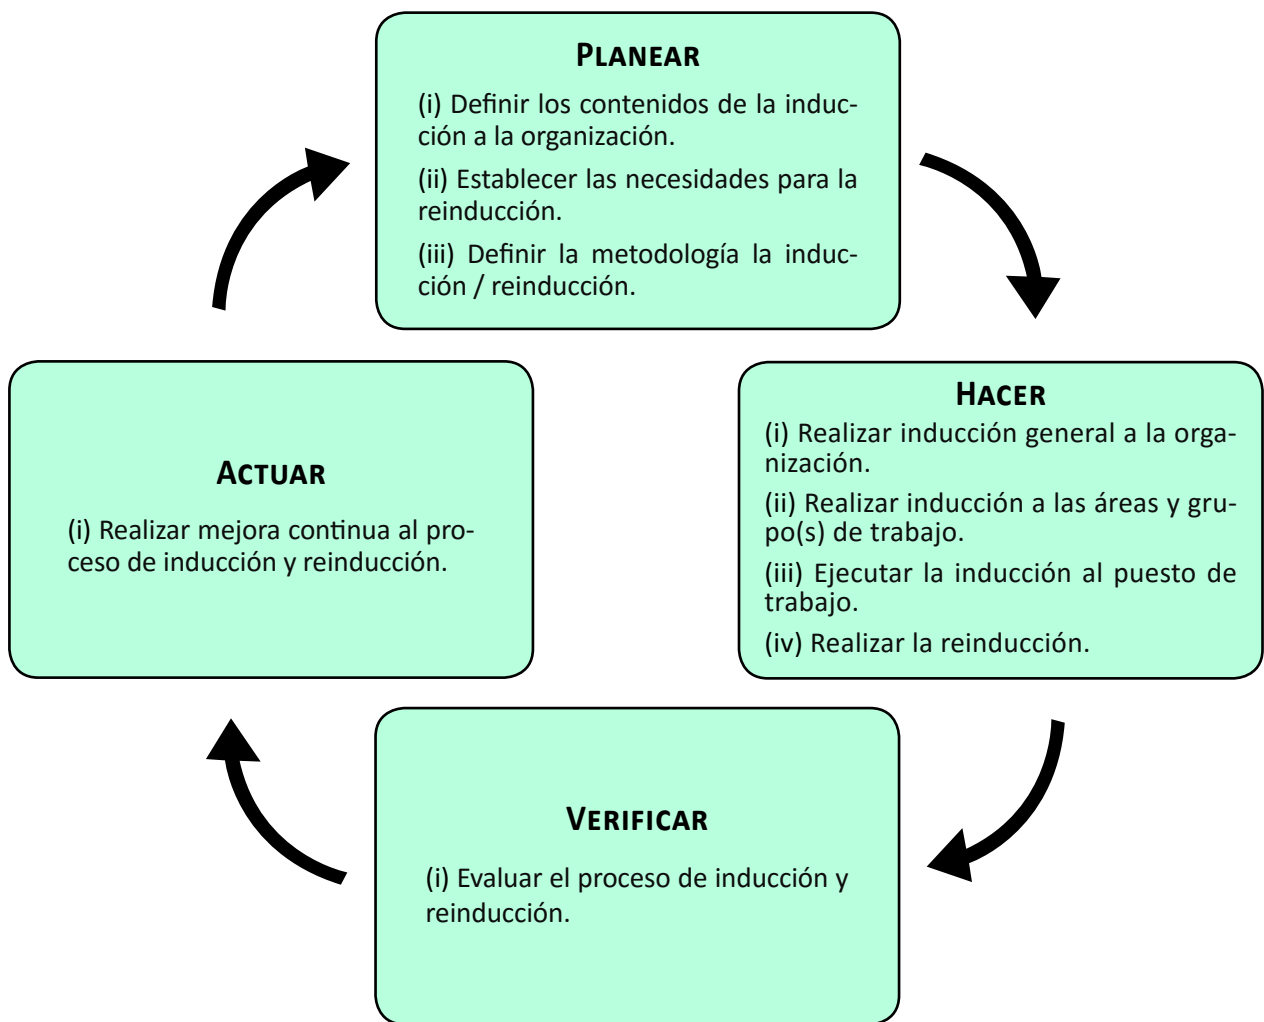 PLANEAR
(i) Definir los contenidos de la induc-
ción a la organización.
(ii) Establecer las necesidades para la
reinducción.
(iii) Definir la metodología la induc-
ción / reinducción.
HACER
(i) Realizar inducción general a la orga-
nización.
(ii) Realizar inducción a las áreas y gru-
po(s) de trabajo.
(iii) Ejecutar la inducción al puesto de
trabajo.
(iv) Realizar la reinducción.
VERIFICAR
(i) Evaluar el proceso de inducción y
reinducción.
ACTUAR
(i) Realizar mejora continua al pro-
ceso de inducción y reinducción.